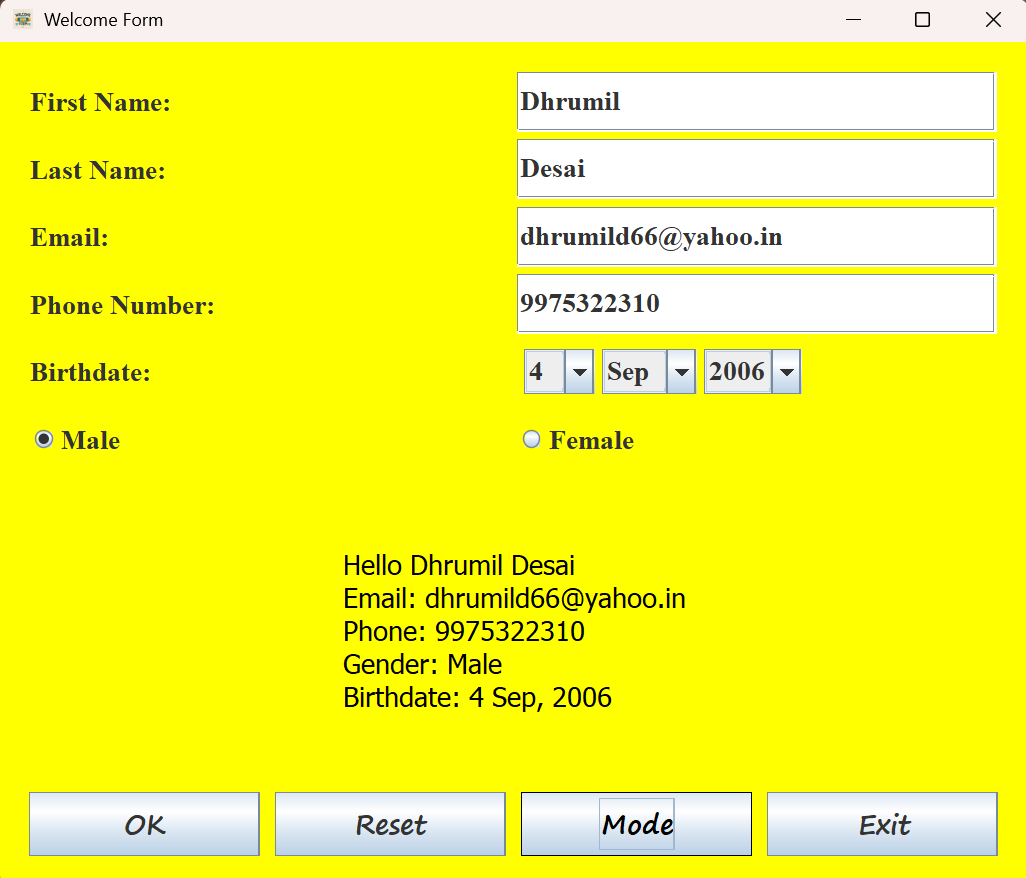 Welcome Form
First Name: Dhrumil
Last Name: Desai
Email: dhrumild66@yahoo.in
Phone Number: 9975322310
Birthdate: 4 Sep 2006
Male Female
Hello Dhrumil Desai
Email: dhrumild66@yahoo.in
Phone: 9975322310
Gender: Male
Birthdate: 4 Sep, 2006
OK Reset Mode Exit